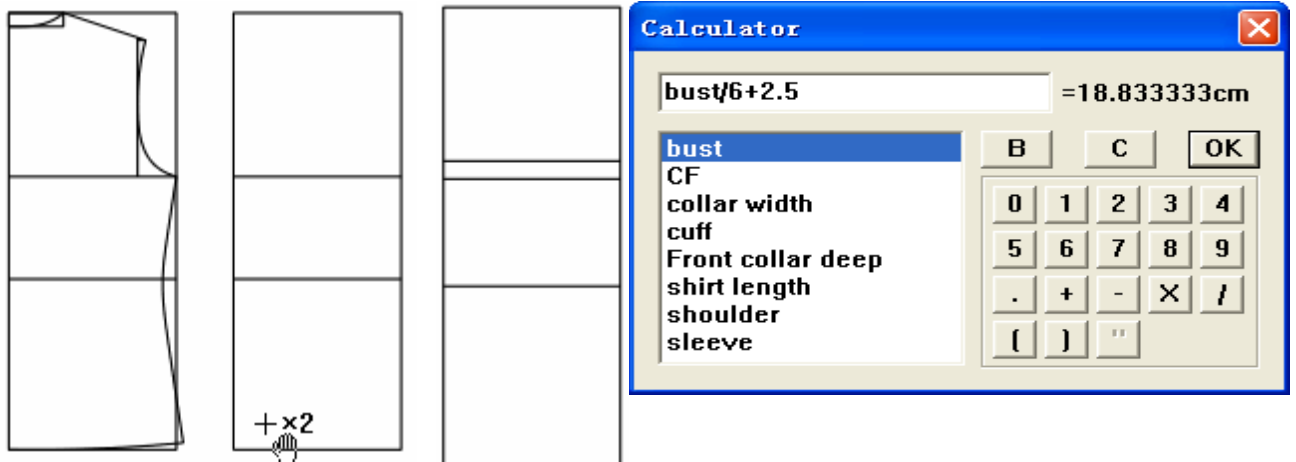 Calculator
bust/6+2.5
=18.833333cm
bust
CF
collar width
cuff
Front collar deep
shirt length
shoulder
sleeve
B C OK
0 1 2 3 4
5 6 7 8 9
. + - X /
( ) "
×2